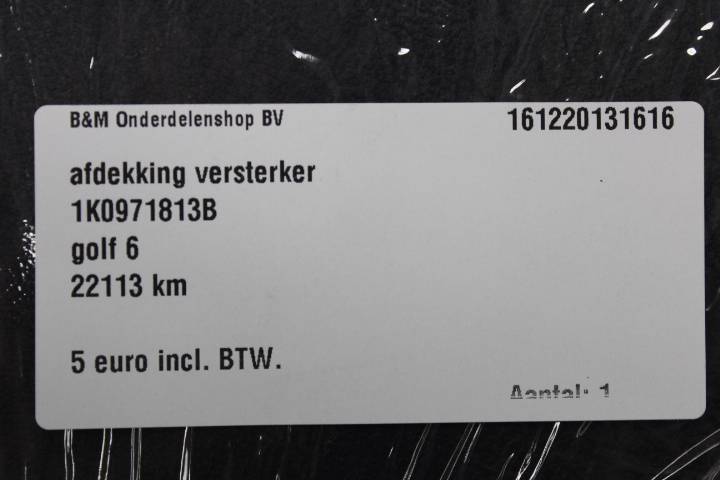 B&M Onderdelenshop BV
161220131616
afdekking versterker
1K0971813B
golf 6
22113 km
5 euro incl. BTW.
Aantal: 1